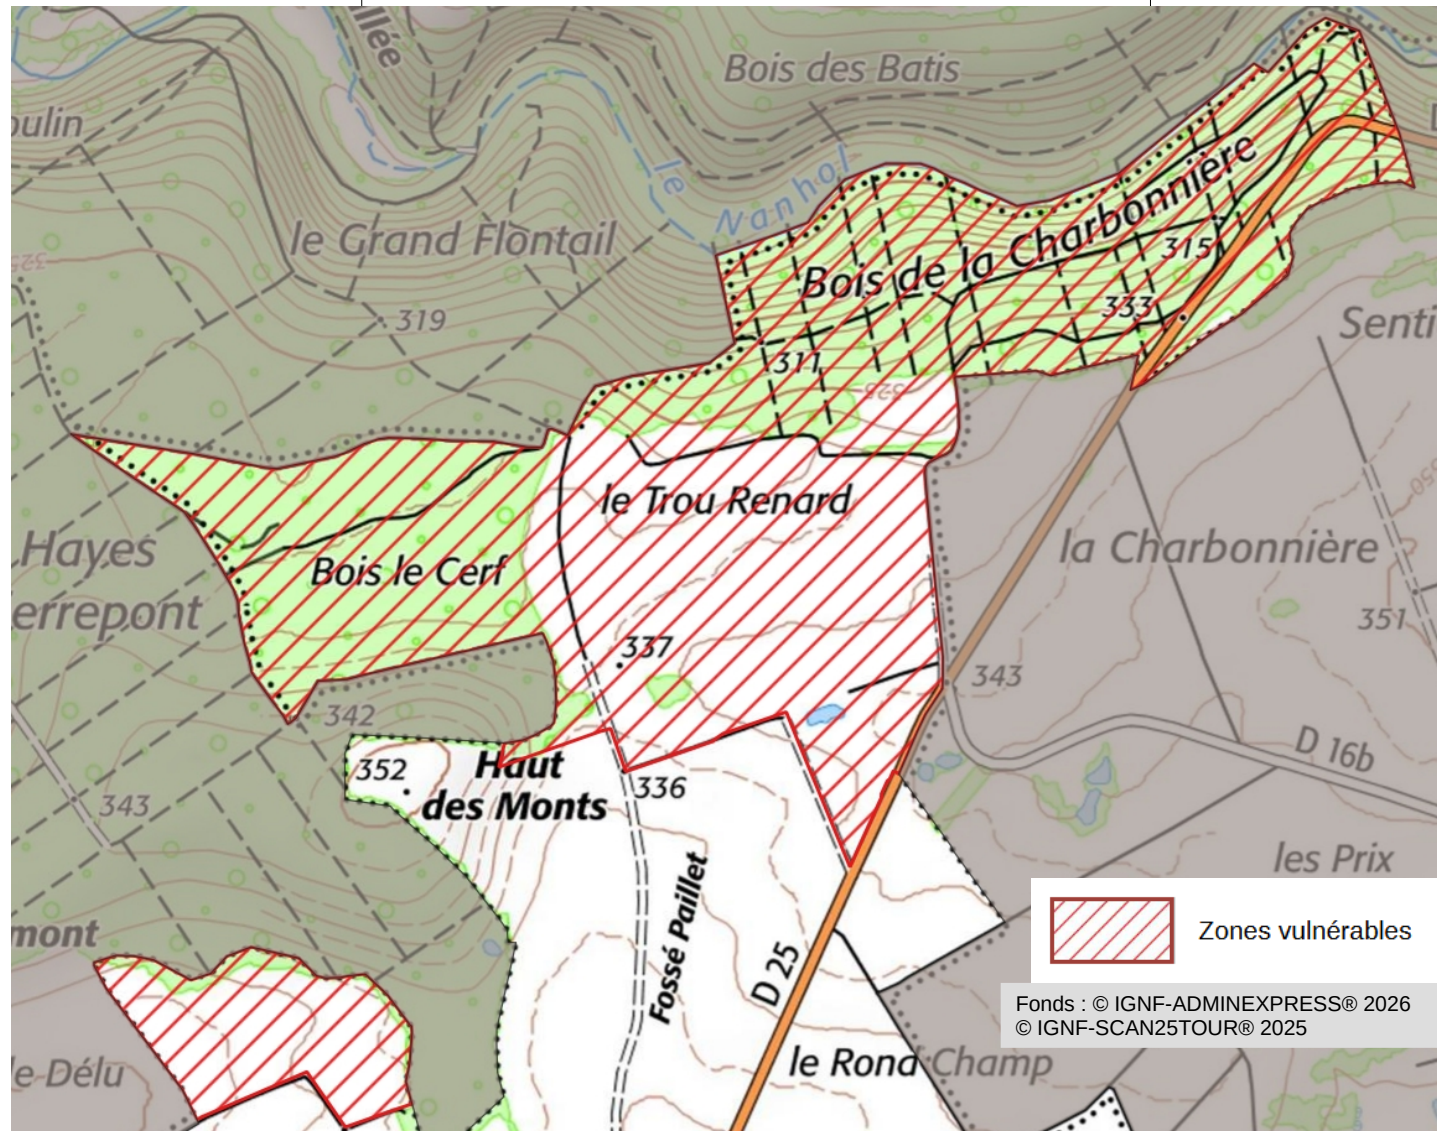 Bois des Batis
le
Nanhol
le Grand Flontail
Bois de la Charbonnière
325
319
315
333
311
325
Senti
le Trou Renard
Hayes
Bois le Cerf
la Charbonnière
errepont
351
337
343
342
352
Haut
des Monts
336
D 16b
343
les Prix
Fossé Paillet
Zones vulnérables
mont
D 25
Fonds : © IGNF-ADMINEXPRESS® 2026
© IGNF-SCAN25TOUR® 2025
le Rond Champ
le Délu